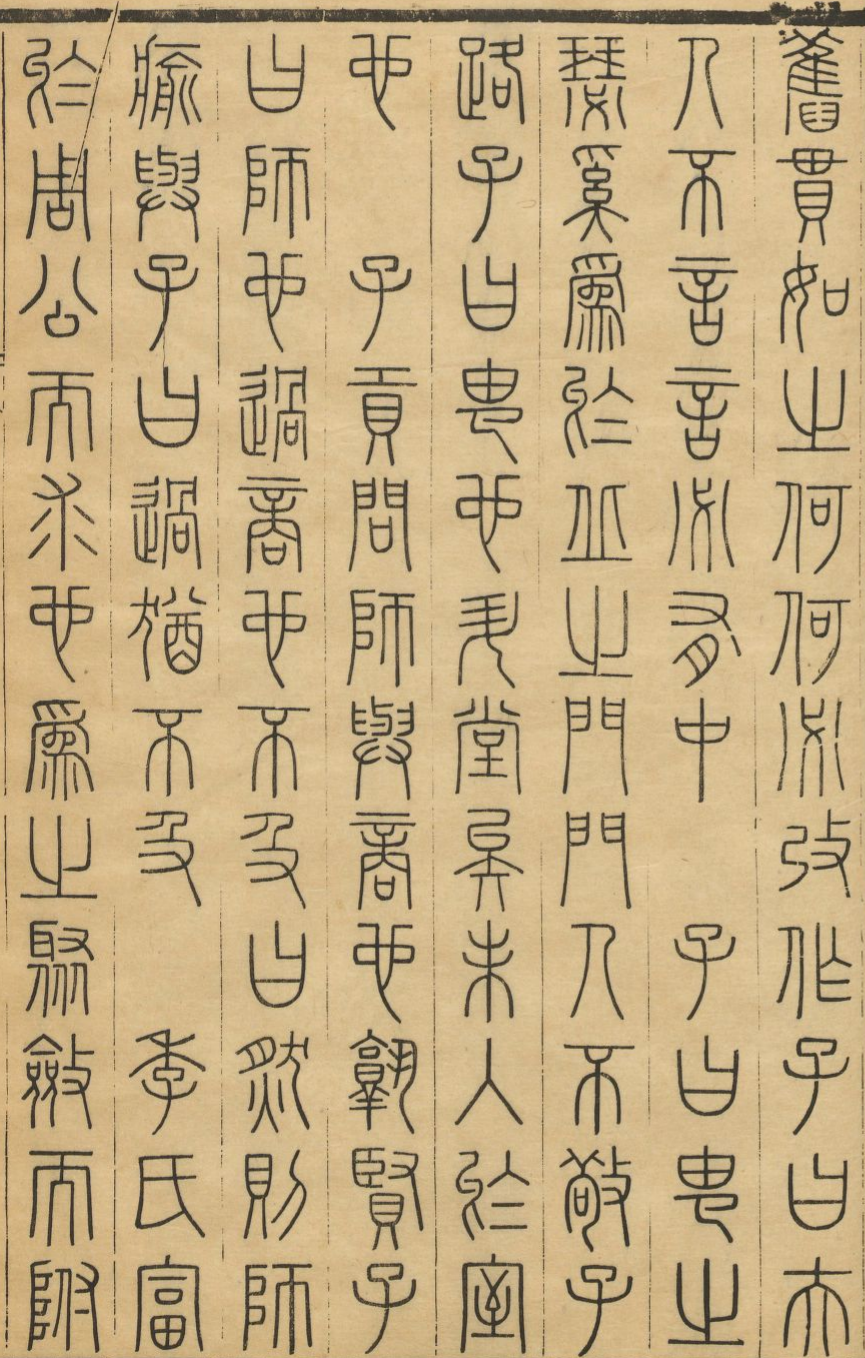 舊貫如之何何必改作子曰夫
人不言言必有中　子曰由之
瑟奚爲於丘之門門人不敬子
路子曰由也升堂矣未入於室
也　子貢問師與商也孰賢子
曰師也過商也不及曰然則師
愈與子曰過猶不及　季氏富
於周公而求也爲之聚斂而附